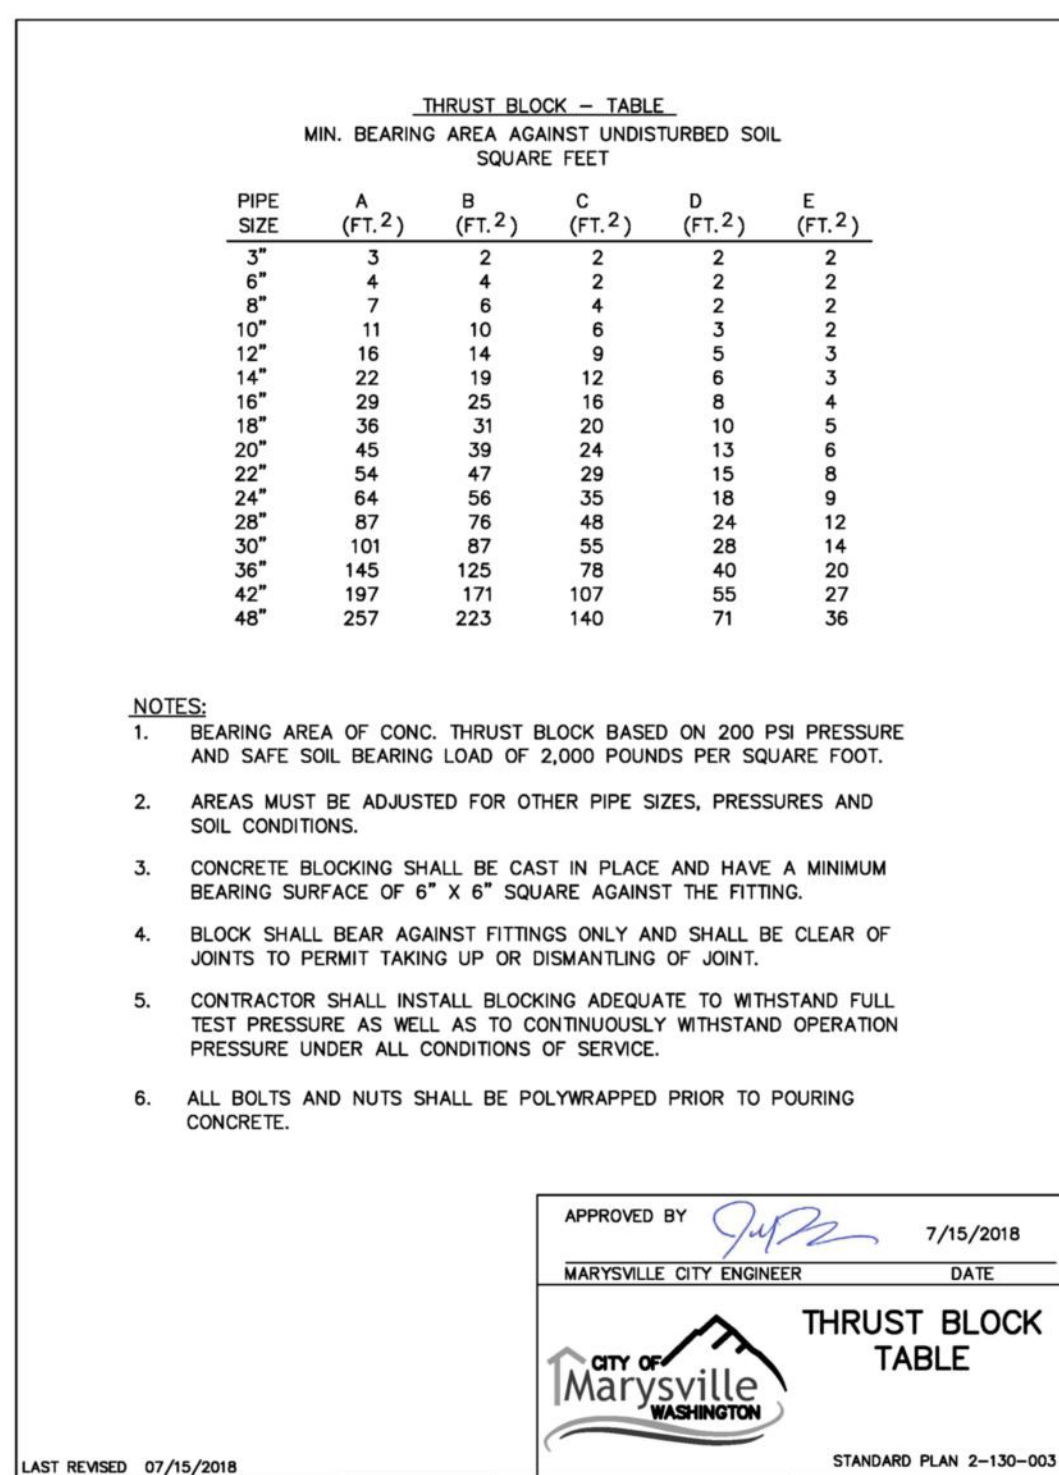 THRUST BLOCK – TABLE
MIN. BEARING AREA AGAINST UNDISTURBED SOIL
SQUARE FEET
PIPE SIZE A (FT.²) B (FT.²) C (FT.²) D (FT.²) E (FT.²)
3" 3 2 2 2 2
6" 4 4 2 2 2
8" 7 6 4 2 2
10" 11 10 6 3 2
12" 16 14 9 5 3
14" 22 19 12 6 3
16" 29 25 16 8 4
18" 36 31 20 10 5
20" 45 39 24 13 6
22" 54 47 29 15 8
24" 64 56 35 18 9
28" 87 76 48 24 12
30" 101 87 55 28 14
36" 145 125 78 40 20
42" 197 171 107 55 27
48" 257 223 140 71 36
NOTES:
1. BEARING AREA OF CONC. THRUST BLOCK BASED ON 200 PSI PRESSURE
AND SAFE SOIL BEARING LOAD OF 2,000 POUNDS PER SQUARE FOOT.
2. AREAS MUST BE ADJUSTED FOR OTHER PIPE SIZES, PRESSURES AND
SOIL CONDITIONS.
3. CONCRETE BLOCKING SHALL BE CAST IN PLACE AND HAVE A MINIMUM
BEARING SURFACE OF 6" X 6" SQUARE AGAINST THE FITTING.
4. BLOCK SHALL BEAR AGAINST FITTINGS ONLY AND SHALL BE CLEAR OF
JOINTS TO PERMIT TAKING UP OR DISMANTLING OF JOINT.
5. CONTRACTOR SHALL INSTALL BLOCKING ADEQUATE TO WITHSTAND FULL
TEST PRESSURE AS WELL AS TO CONTINUOUSLY WITHSTAND OPERATION
PRESSURE UNDER ALL CONDITIONS OF SERVICE.
6. ALL BOLTS AND NUTS SHALL BE POLYWRAPPED PRIOR TO POURING
CONCRETE.
APPROVED BY 7/15/2018
MARYSVILLE CITY ENGINEER DATE
THRUST BLOCK
TABLE
CITY OF
Marysville
WASHINGTON
STANDARD PLAN 2-130-003
LAST REVISED 07/15/2018